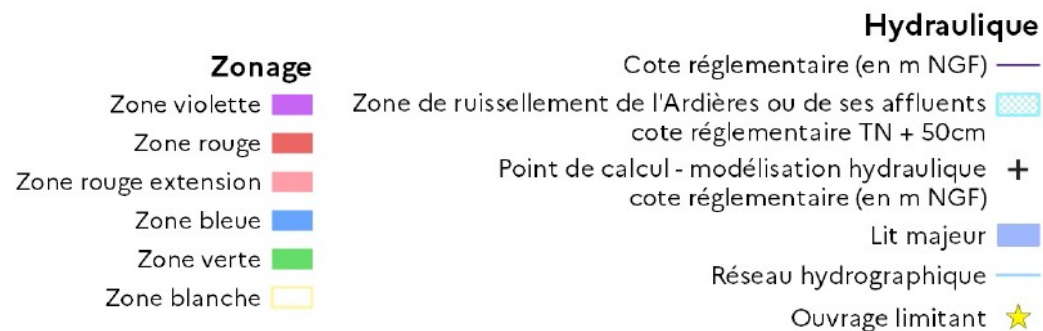 Zonage
Zone violette
Zone rouge
Zone rouge extension
Zone bleue
Zone verte
Zone blanche
Hydraulique
Cote réglementaire (en m NGF)
Zone de ruissellement de l'Ardières ou de ses affluents
cote réglementaire TN + 50cm
Point de calcul - modélisation hydraulique
cote réglementaire (en m NGF)
Lit majeur
Réseau hydrographique
Ouvrage limitant